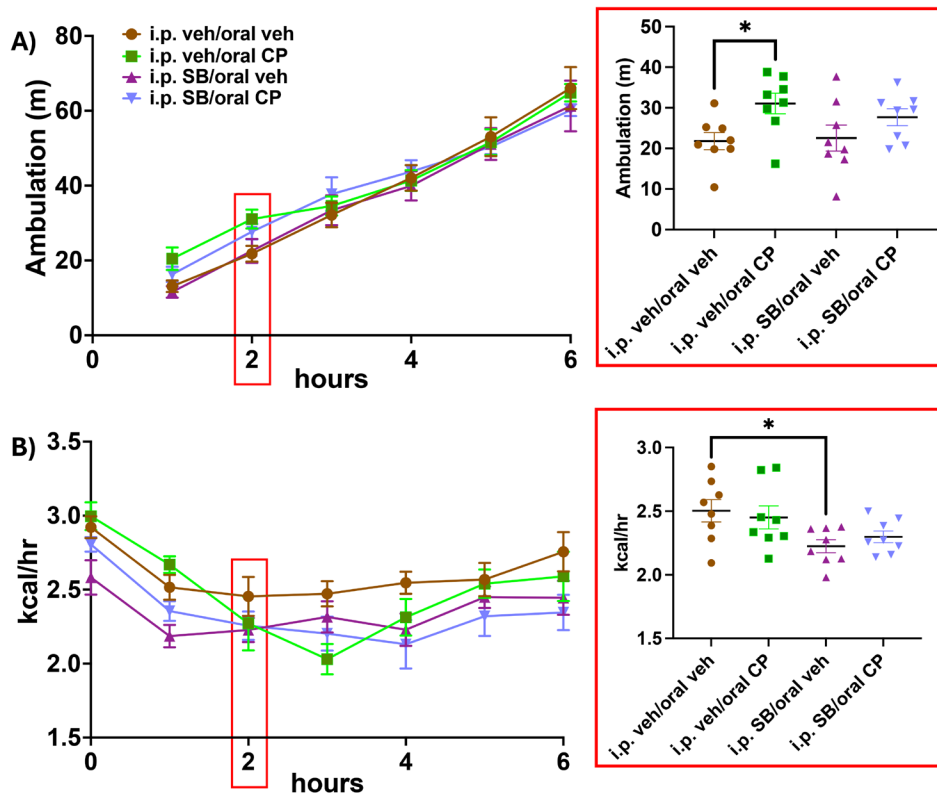 A)
i.p. veh/oral veh
i.p. veh/oral CP
i.p. SB/oral veh
i.p. SB/oral CP
Ambulation (m)
80
60
40
20
0
0
2
4
6
hours
*
Ambulation (m)
50
40
30
20
10
0
i.p. veh/oral veh
i.p. veh/oral CP
i.p. SB/oral veh
i.p. SB/oral CP
B)
kcal/hr
3.5
3.0
2.5
2.0
1.5
0
2
4
6
hours
*
kcal/hr
3.0
2.5
2.0
1.5
i.p. veh/oral veh
i.p. veh/oral CP
i.p. SB/oral veh
i.p. SB/oral CP